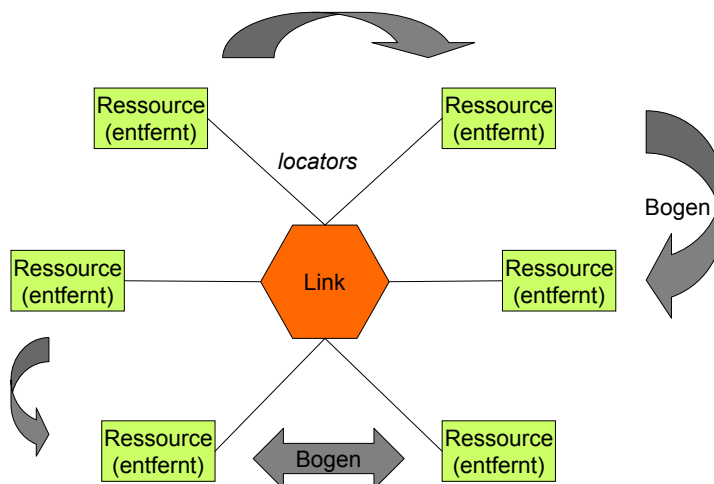 Ressource
(entfernt)
Ressource
(entfernt)
locators
Bogen
Ressource
(entfernt)
Link
Ressource
(entfernt)
Ressource
(entfernt)
Bogen
Ressource
(entfernt)